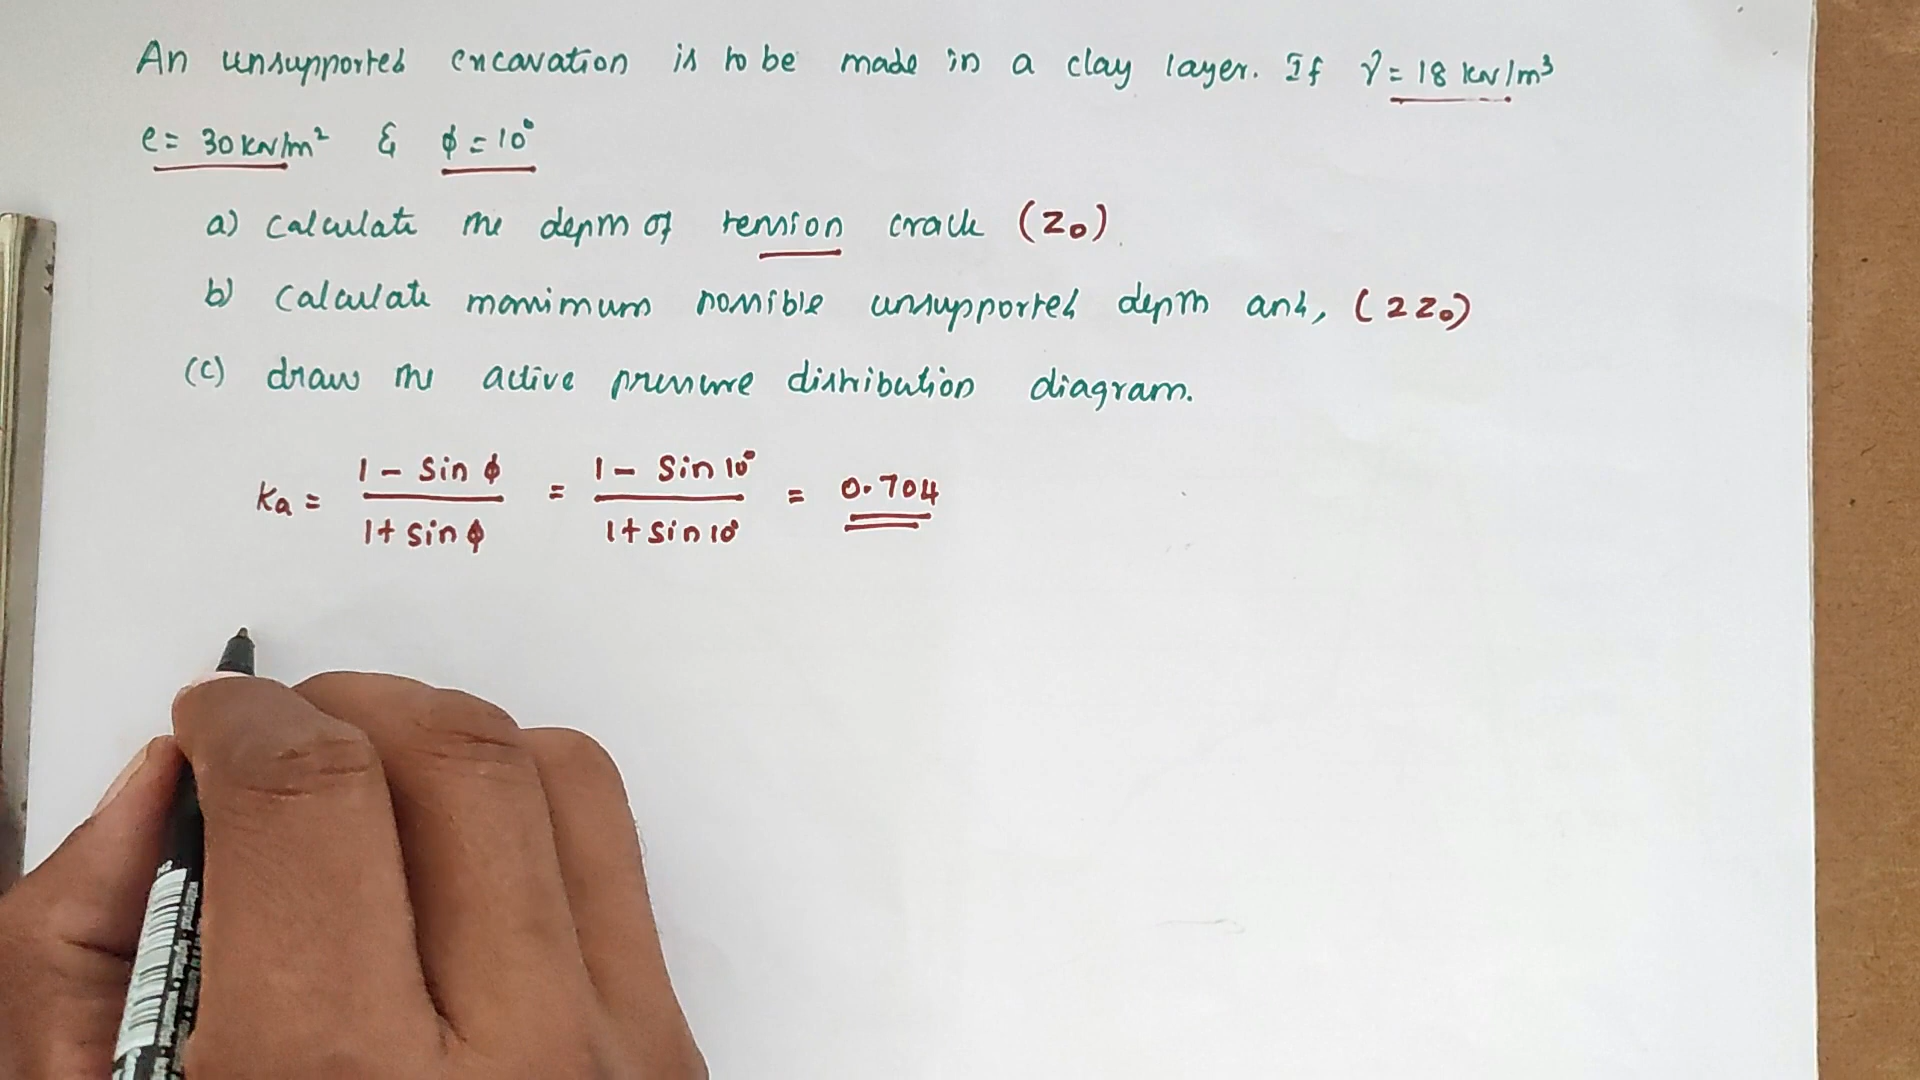 An unsupported excavation is to be made in a clay layer. If γ = 18 kN/m³
c = 30 kN/m² & ϕ = 10°
a) calculate the depth of tension crack (Z₀)
b) calculate maximum possible unsupported depth and, (2Z₀)
(c) draw the active pressure distribution diagram.
Ka = (1 - Sin ϕ)/(1 + Sin ϕ) = (1 - Sin 10°)/(1 + Sin 10°) = 0.704